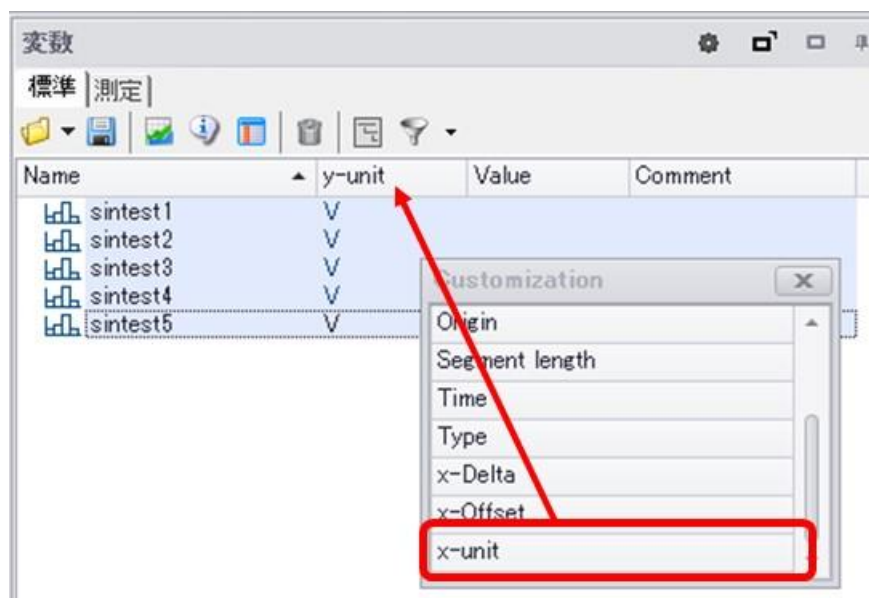 変数
標準 測定
Name y-unit Value Comment
sintest1 V
sintest2 V
sintest3 V
sintest4 V
sintest5 V
Customization
Origin
Segment length
Time
Type
x-Delta
x-Offset
x-unit